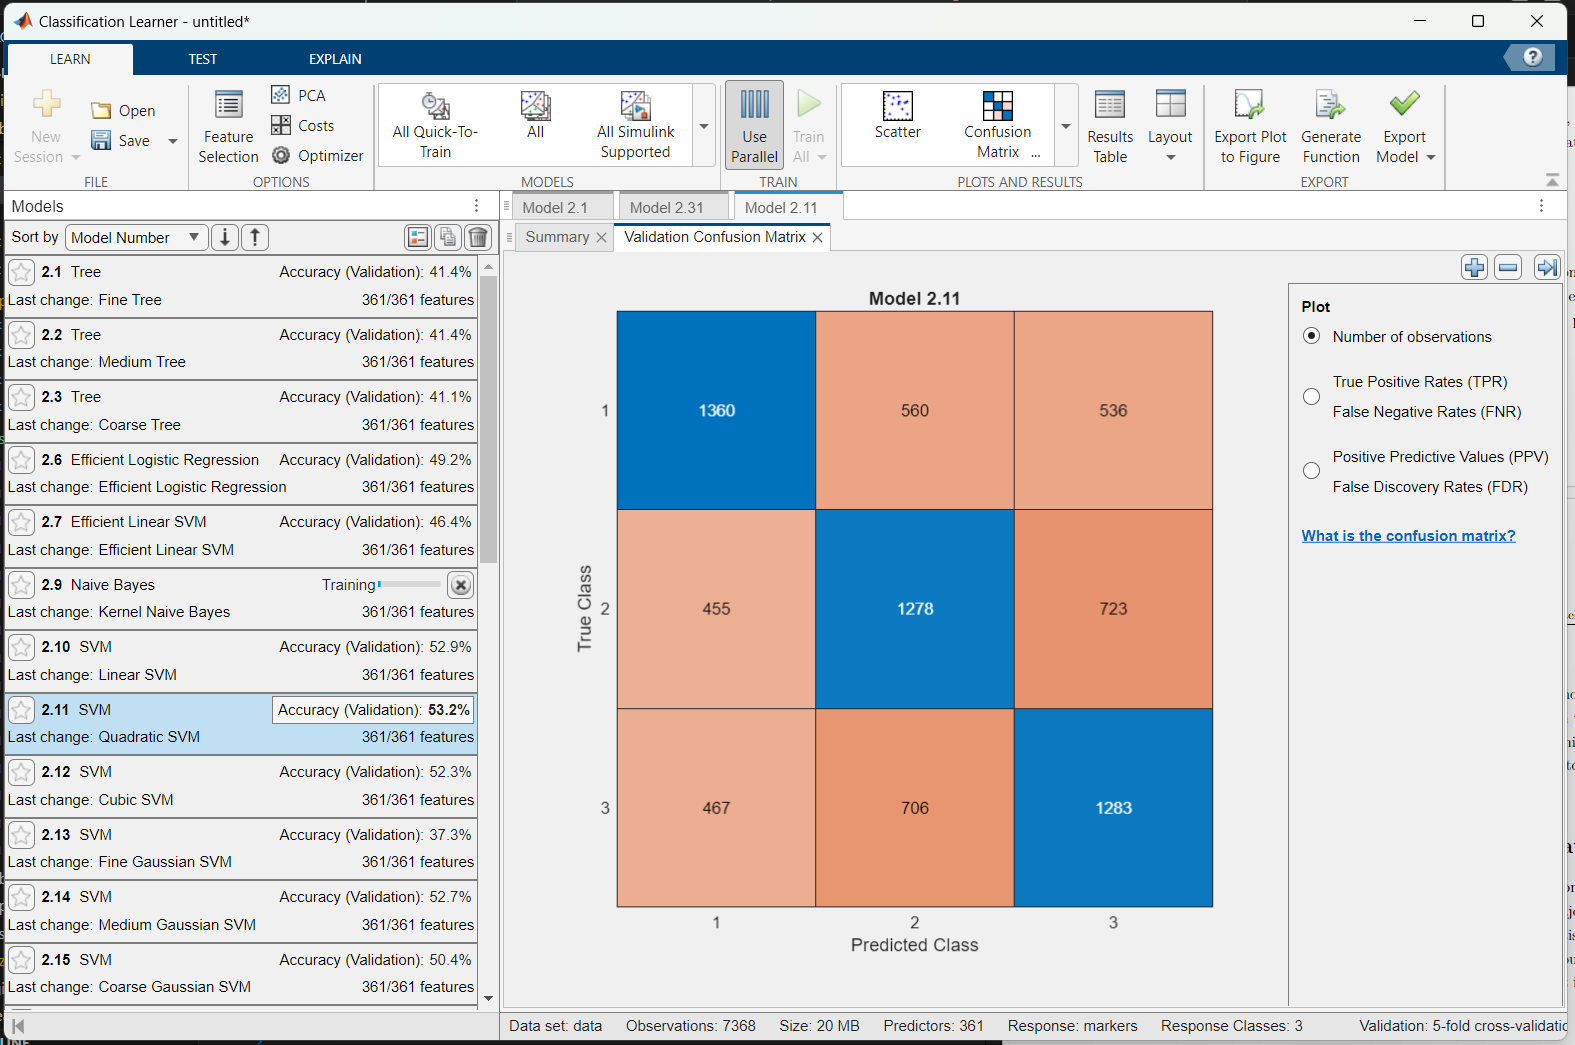 Classification Learner - untitled*
LEARN
TEST
EXPLAIN
New
Session
Open
Save
FILE
Feature
Selection
PCA
Costs
Optimizer
OPTIONS
All Quick-To-
Train
All
All Simulink
Supported
MODELS
Use
Parallel
Train
All
TRAIN
Scatter
Confusion
Matrix ...
Results
Table
Layout
PLOTS AND RESULTS
Export Plot
to Figure
Generate
Function
Export
Model
EXPORT
Models
Sort by Model Number
2.1 Tree Accuracy (Validation): 41.4%
Last change: Fine Tree 361/361 features
2.2 Tree Accuracy (Validation): 41.4%
Last change: Medium Tree 361/361 features
2.3 Tree Accuracy (Validation): 41.1%
Last change: Coarse Tree 361/361 features
2.6 Efficient Logistic Regression Accuracy (Validation): 49.2%
Last change: Efficient Logistic Regression 361/361 features
2.7 Efficient Linear SVM Accuracy (Validation): 46.4%
Last change: Efficient Linear SVM 361/361 features
2.9 Naive Bayes Training
Last change: Kernel Naive Bayes 361/361 features
2.10 SVM Accuracy (Validation): 52.9%
Last change: Linear SVM 361/361 features
2.11 SVM Accuracy (Validation): 53.2%
Last change: Quadratic SVM 361/361 features
2.12 SVM Accuracy (Validation): 52.3%
Last change: Cubic SVM 361/361 features
2.13 SVM Accuracy (Validation): 37.3%
Last change: Fine Gaussian SVM 361/361 features
2.14 SVM Accuracy (Validation): 52.7%
Last change: Medium Gaussian SVM 361/361 features
2.15 SVM Accuracy (Validation): 50.4%
Last change: Coarse Gaussian SVM 361/361 features
Model 2.1 Model 2.31 Model 2.11
Summary Validation Confusion Matrix
Model 2.11
1 1360 560 536
2 455 1278 723
3 467 706 1283
1 2 3
True Class
Predicted Class
Plot
Number of observations
True Positive Rates (TPR)
False Negative Rates (FNR)
Positive Predictive Values (PPV)
False Discovery Rates (FDR)
What is the confusion matrix?
Data set: data Observations: 7368 Size: 20 MB Predictors: 361 Response: markers Response Classes: 3 Validation: 5-fold cross-validatio